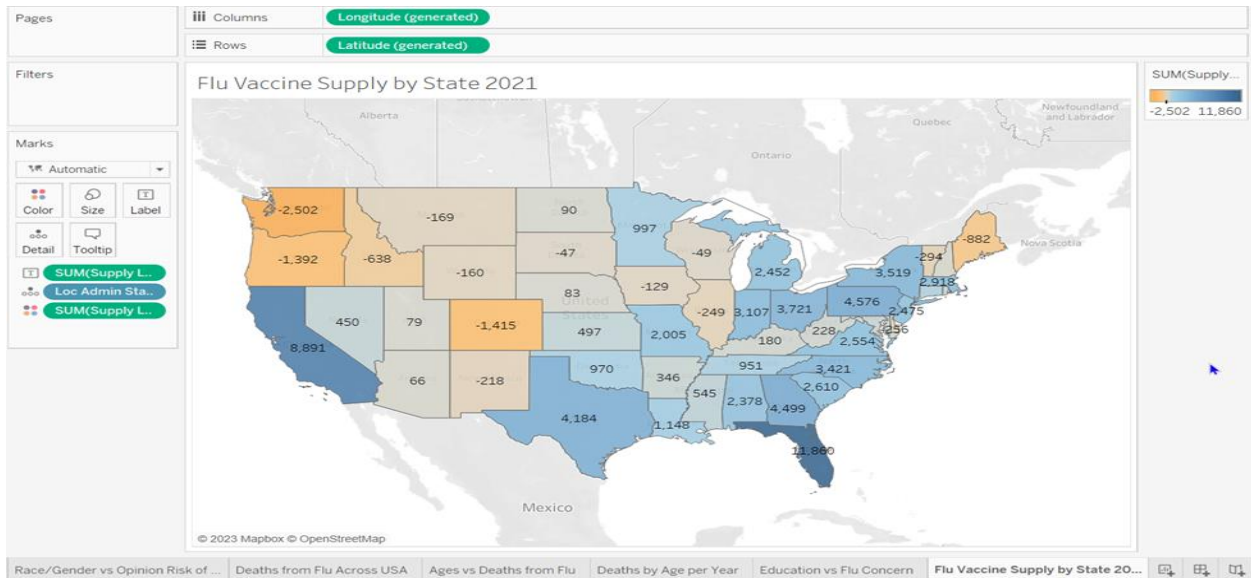 Pages
Columns
Longitude (generated)
Rows
Latitude (generated)
Filters
Marks
Automatic
Color
Size
Label
Detail
Tooltip
SUM(Supply L..
Loc Admin Sta..
SUM(Supply L..
Flu Vaccine Supply by State 2021
SUM(Supply...
-2,502 11,860
Alberta
Quebec
Newfoundland
and Labrador
Ontario
Nova Scotia
-2,502
-169
90
997
-882
-1,392
-638
-160
-47
-49
2,452
-294
3,519
2,918
-129
83
United
States
-249
3,107
3,721
4,576
2,475
450
79
-1,415
497
2,005
180
228
2,554
8,891
66
-218
970
346
951
3,421
2,610
545
2,378
4,499
4,184
1,148
11,860
Mexico
© 2023 Mapbox © OpenStreetMap
Race/Gender vs Opinion Risk of ...
Deaths from Flu Across USA
Ages vs Deaths from Flu
Deaths by Age per Year
Education vs Flu Concern
Flu Vaccine Supply by State 20...